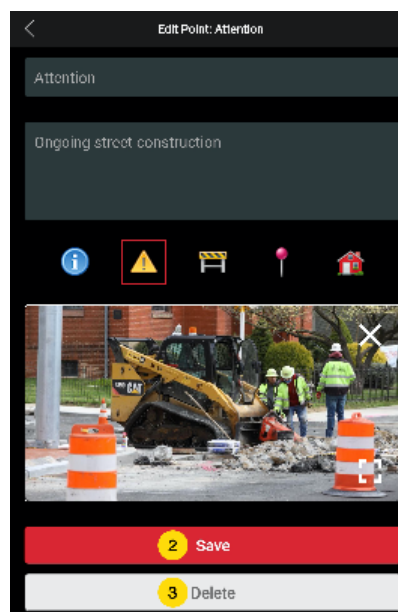 Edit Point: Attention
Attention
Ongoing street construction
CAT
2 Save
3 Delete